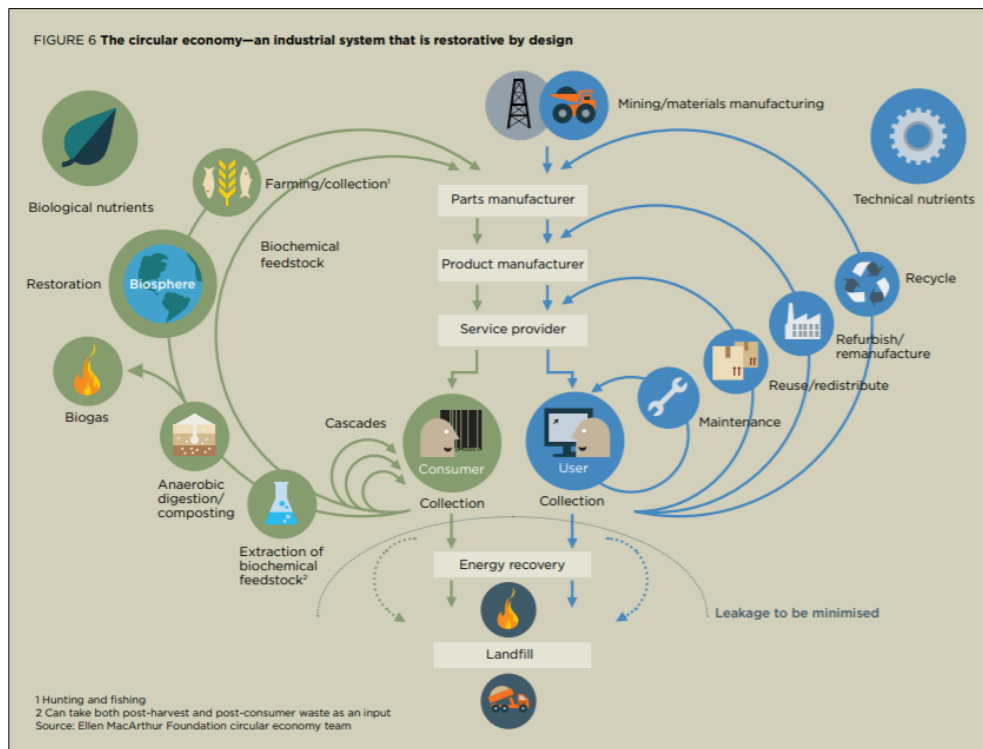 FIGURE 6 The circular economy—an industrial system that is restorative by design
Mining/materials manufacturing
Biological nutrients
Farming/collection¹
Parts manufacturer
Technical nutrients
Biochemical
feedstock
Restoration
Biosphere
Product manufacturer
Recycle
Service provider
Refurbish/
remanufacture
Biogas
Reuse/redistribute
Cascades
Maintenance
Consumer
User
Anaerobic
digestion/
composting
Collection
Collection
Extraction of
biochemical
feedstock²
Energy recovery
Leakage to be minimised
Landfill
1 Hunting and fishing
2 Can take both post-harvest and post-consumer waste as an input
Source: Ellen MacArthur Foundation circular economy team